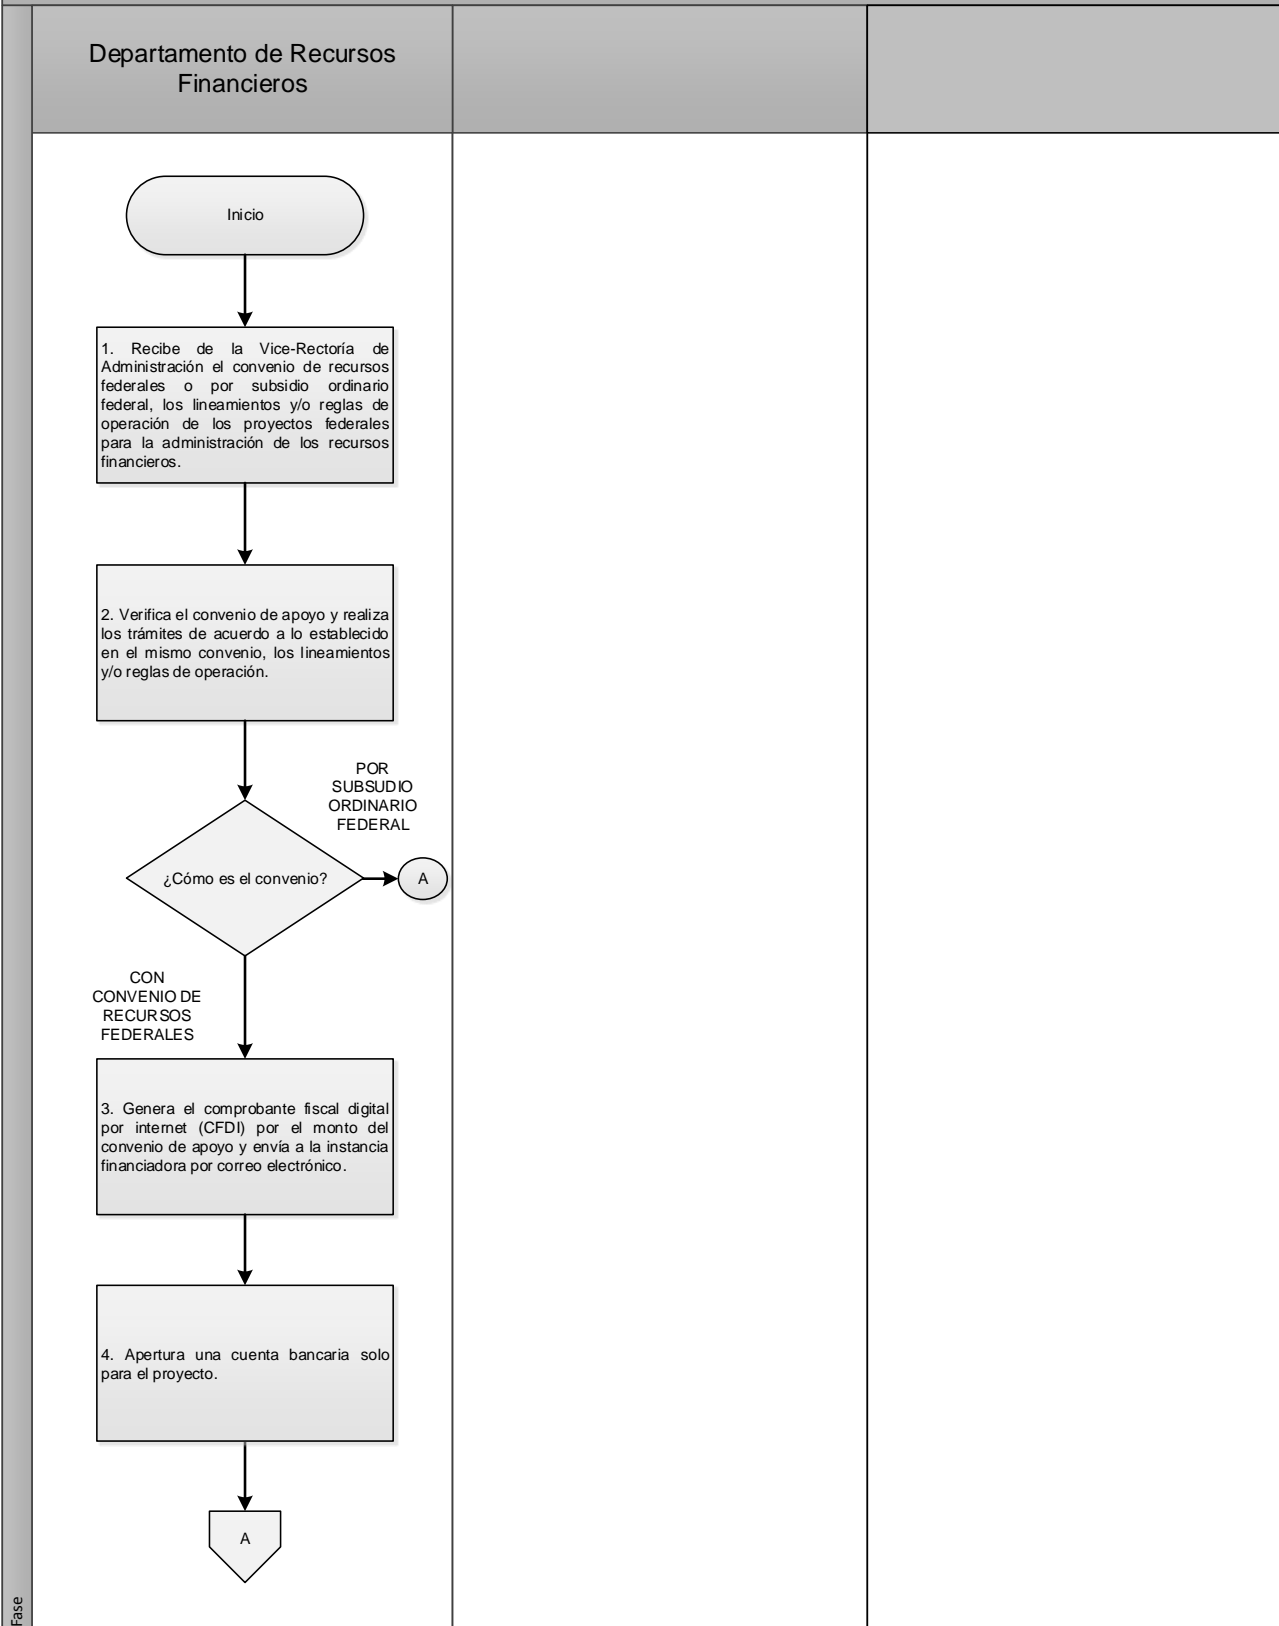 Departamento de Recursos
Financieros
Inicio
1. Recibe de la Vice-Rectoría de
Administración el convenio de recursos
federales o por subsidio ordinario
federal, los lineamientos y/o reglas de
operación de los proyectos federales
para la administración de los recursos
financieros.
2. Verifica el convenio de apoyo y realiza
los trámites de acuerdo a lo establecido
en el mismo convenio, los lineamientos
y/o reglas de operación.
POR
SUBSUDIO
ORDINARIO
FEDERAL
¿Cómo es el convenio?
A
CON
CONVENIO DE
RECURSOS
FEDERALES
3. Genera el comprobante fiscal digital
por internet (CFDI) por el monto del
convenio de apoyo y envía a la instancia
financiadora por correo electrónico.
4. Apertura una cuenta bancaria solo
para el proyecto.
A
Fase